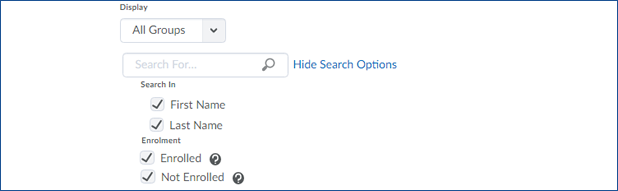 Display
All Groups
Search For... Hide Search Options
Search In
First Name
Last Name
Enrolment
Enrolled ?
Not Enrolled ?